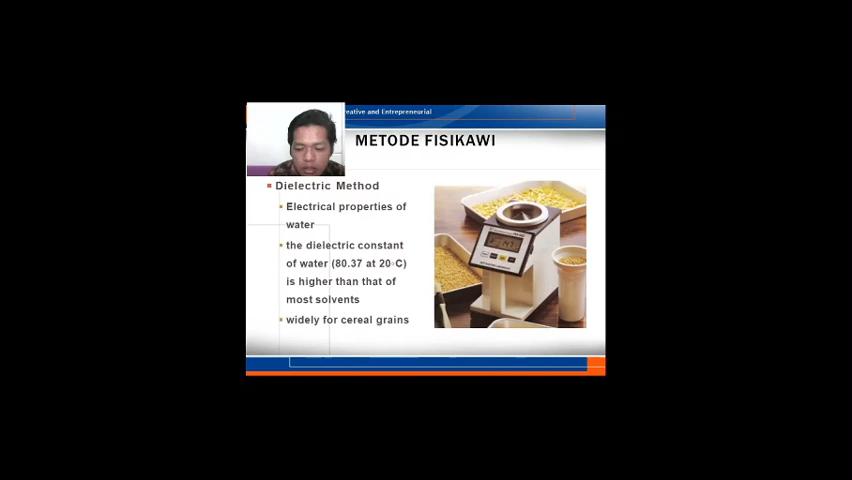 eative and Entrepreneurial
METODE FISIKAWI
Dielectric Method
Electrical properties of
water
the dielectric constant
of water (80.37 at 20◦C)
is higher than that of
most solvents
widely for cereal grains